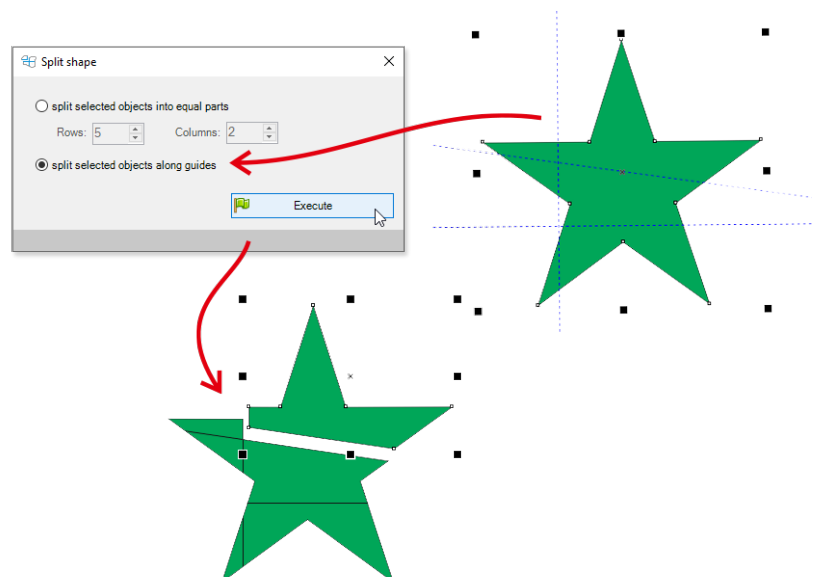 Split shape
split selected objects into equal parts
Rows: 5 Columns: 2
split selected objects along guides
Execute